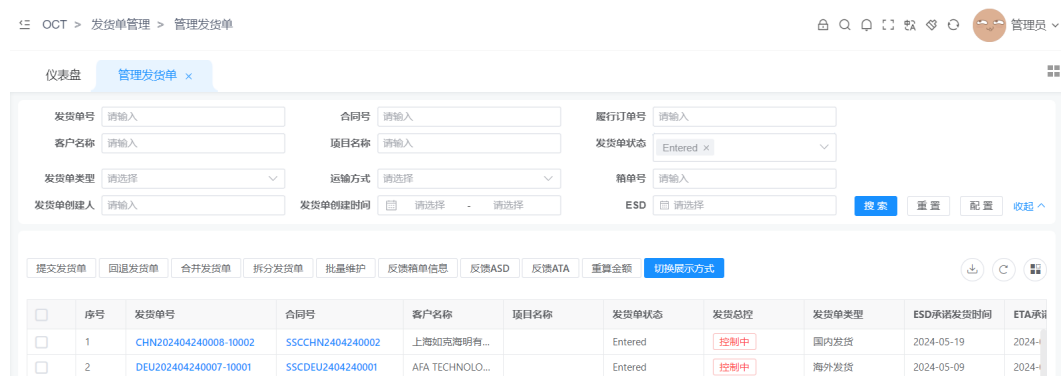 OCT > 发货单管理 > 管理发货单 管理员
仪表盘 管理发货单 ×
发货单号 请输入 合同号 请输入 履行订单号 请输入
客户名称 请输入 项目名称 请输入 发货单状态 Entered ×
发货单类型 请选择 运输方式 请选择 箱单号 请输入
发货单创建人 请输入 发货单创建时间 请选择 - 请选择 ESD 请选择 搜索 重置 配置 收起
提交发货单 回退发货单 合并发货单 拆分发货单 批量维护 反馈箱单信息 反馈ASD 反馈ATA 重算金额 切换展示方式
序号 发货单号 合同号 客户名称 项目名称 发货单状态 发货总控 发货单类型 ESD承诺发货时间 ETA承诺
1 CHN202404240008-10002 SSCCHN2404240002 上海如克海明有... Entered 控制中 国内发货 2024-05-19 2024-
2 DEU202404240007-10001 SSCDEU2404240001 AFA TECHNOLO... Entered 控制中 海外发货 2024-05-09 2024-